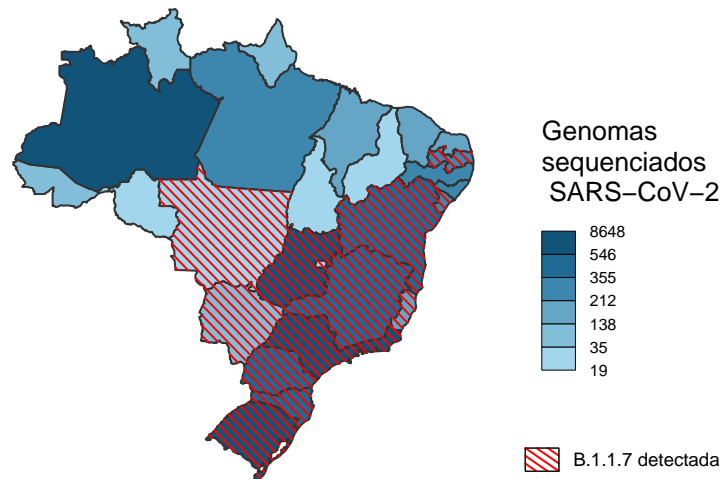 Genomas
sequenciados
SARS−CoV−2
8648
546
355
212
138
35
19
B.1.1.7 detectada